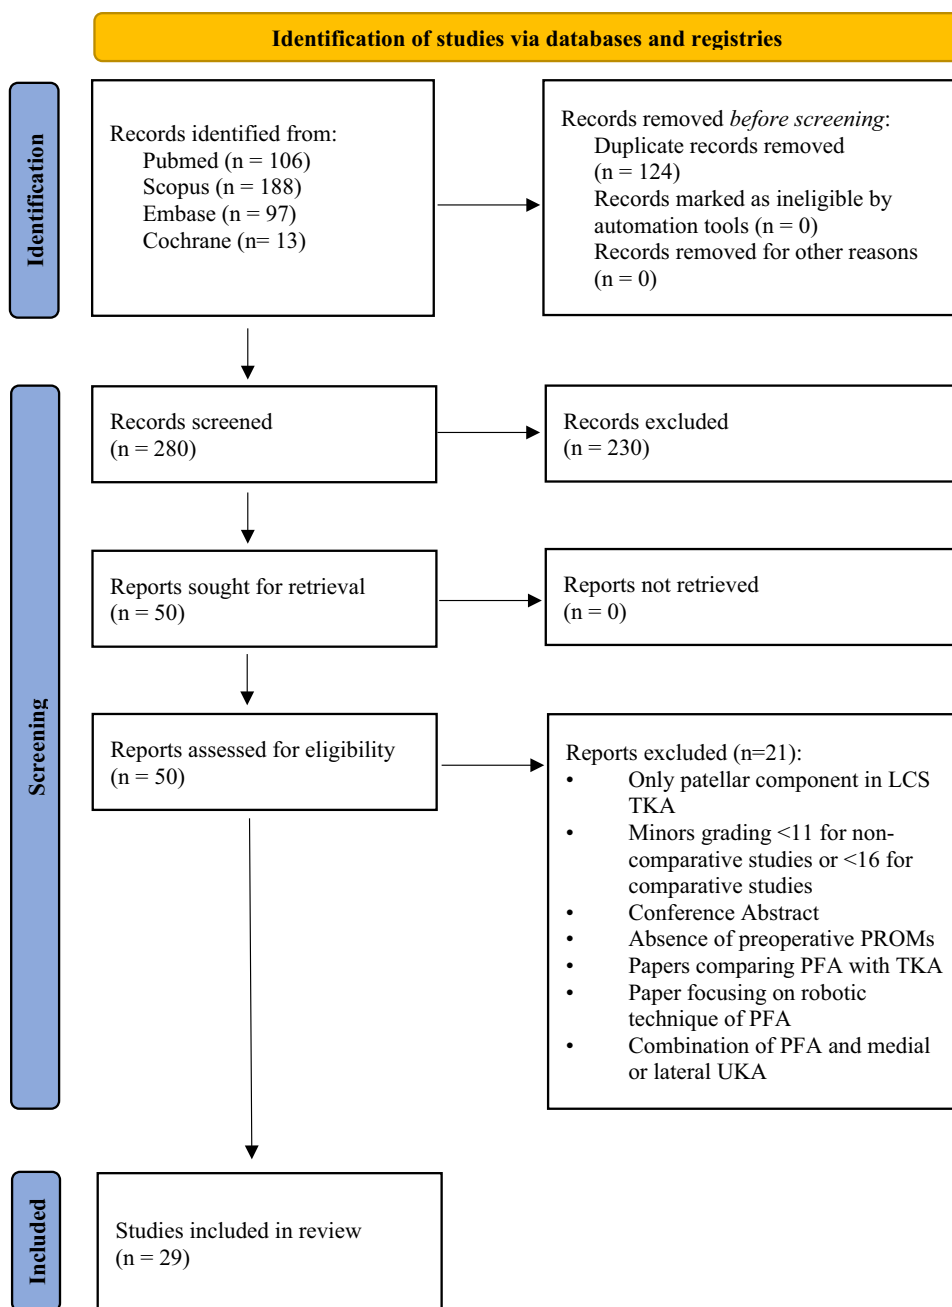 Identification of studies via databases and registries
Identification
Records identified from:
Pubmed (n = 106)
Scopus (n = 188)
Embase (n = 97)
Cochrane (n= 13)
Records removed before screening:
Duplicate records removed
(n = 124)
Records marked as ineligible by
automation tools (n = 0)
Records removed for other reasons
(n = 0)
Screening
Records screened
(n = 280)
Records excluded
(n = 230)
Reports sought for retrieval
(n = 50)
Reports not retrieved
(n = 0)
Reports assessed for eligibility
(n = 50)
Reports excluded (n=21):
• Only patellar component in LCS
TKA
• Minors grading <11 for non-
comparative studies or <16 for
comparative studies
• Conference Abstract
• Absence of preoperative PROMs
• Papers comparing PFA with TKA
• Paper focusing on robotic
technique of PFA
• Combination of PFA and medial
or lateral UKA
Included
Studies included in review
(n = 29)